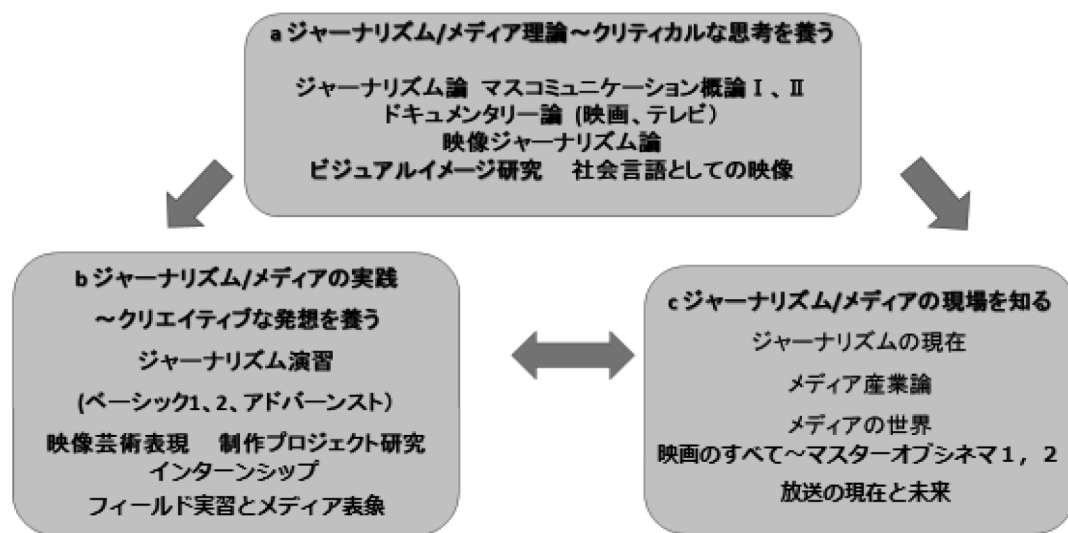 a ジャーナリズム/メディア理論～クリティカルな思考を養う
ジャーナリズム論 マスコミュニケーション概論Ⅰ、Ⅱ
ドキュメンタリー論 (映画、テレビ）
映像ジャーナリズム論
ビジュアルイメージ研究　社会言語としての映像
b ジャーナリズム/メディアの実践
～クリエイティブな発想を養う
ジャーナリズム演習
(ベーシック1、2、アドバーンスト）
映像芸術表現　制作プロジェクト研究
インターンシップ
フィールド実習とメディア表象
c ジャーナリズム/メディアの現場を知る
ジャーナリズムの現在
メディア産業論
メディアの世界
映画のすべて～マスターオブシネマ１，２
放送の現在と未来